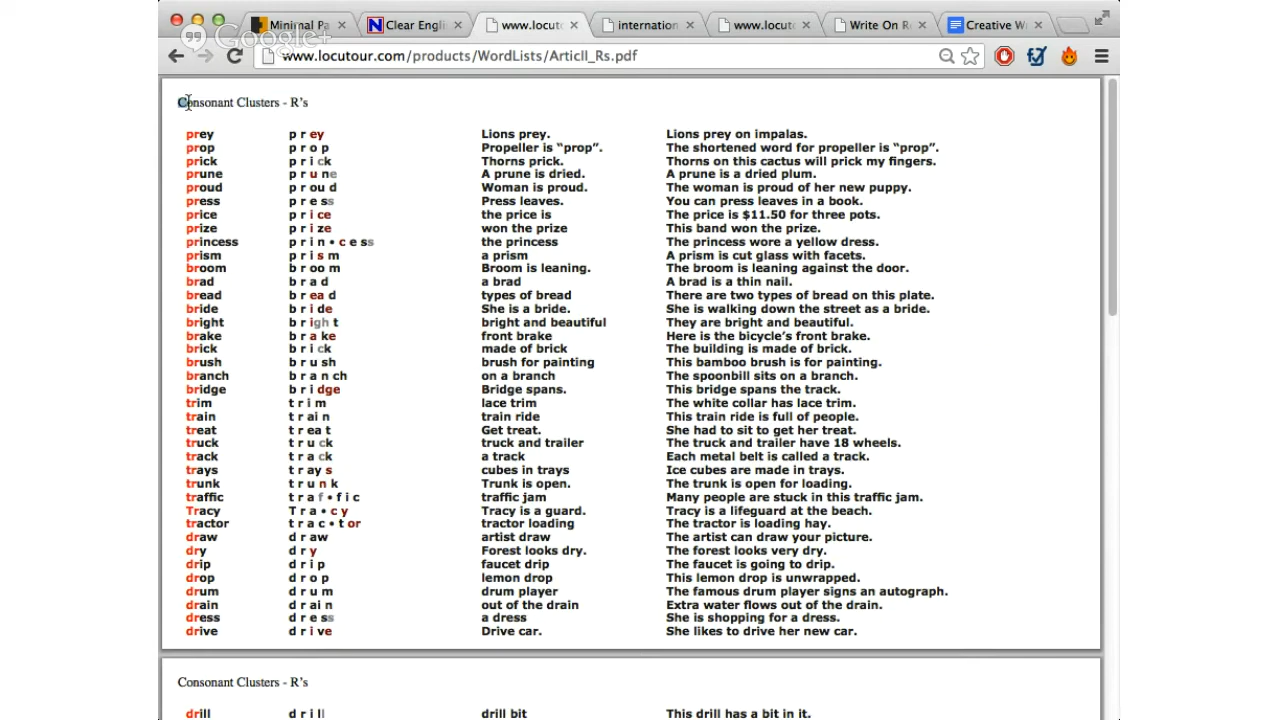 Minimal Pa
Clear Engli
www.locut
internation
www.locut
Write On R
Creative W
Google+
www.locutour.com/products/WordLists/ArticII_Rs.pdf
Consonant Clusters - R's
prey p r ey Lions prey. Lions prey on impalas.
prop p r o p Propeller is “prop”. The shortened word for propeller is “prop”.
prick p r i ck Thorns prick. Thorns on this cactus will prick my fingers.
prune p r u ne A prune is dried. A prune is a dried plum.
proud p r ou d Woman is proud. The woman is proud of her new puppy.
press p r e ss Press leaves. You can press leaves in a book.
price p r i ce the price is The price is $11.50 for three pots.
prize p r i ze won the prize This band won the prize.
princess p r i n • c e ss the princess The princess wore a yellow dress.
prism p r i s m a prism A prism is cut glass with facets.
broom b r oo m Broom is leaning. The broom is leaning against the door.
brad b r a d a brad A brad is a thin nail.
bread b r ea d types of bread There are two types of bread on this plate.
bride b r i de She is a bride. She is walking down the street as a bride.
bright b r i gh t bright and beautiful They are bright and beautiful.
brake b r a ke front brake Here is the bicycle's front brake.
brick b r i ck made of brick The building is made of brick.
brush b r u sh brush for painting This bamboo brush is for painting.
branch b r a n ch on a branch The spoonbill sits on a branch.
bridge b r i dge Bridge spans. This bridge spans the track.
trim t r i m lace trim The white collar has lace trim.
train t r ai n train ride This train ride is full of people.
treat t r ea t Get treat. She had to sit to get her treat.
truck t r u ck truck and trailer The truck and trailer have 18 wheels.
track t r a ck a track Each metal belt is called a track.
trays t r ay s cubes in trays Ice cubes are made in trays.
trunk t r u n k Trunk is open. The trunk is open for loading.
traffic t r a f • f i c traffic jam Many people are stuck in this traffic jam.
Tracy T r a • c y Tracy is a guard. Tracy is a lifeguard at the beach.
tractor t r a c • t or tractor loading The tractor is loading hay.
draw d r aw artist draw The artist can draw your picture.
dry d r y Forest looks dry. The forest looks very dry.
drip d r i p faucet drip The faucet is going to drip.
drop d r o p lemon drop This lemon drop is unwrapped.
drum d r u m drum player The famous drum player signs an autograph.
drain d r ai n out of the drain Extra water flows out of the drain.
dress d r e ss a dress She is shopping for a dress.
drive d r i ve Drive car. She likes to drive her new car.
Consonant Clusters - R's
drill d r i ll drill bit This drill has a bit in it.